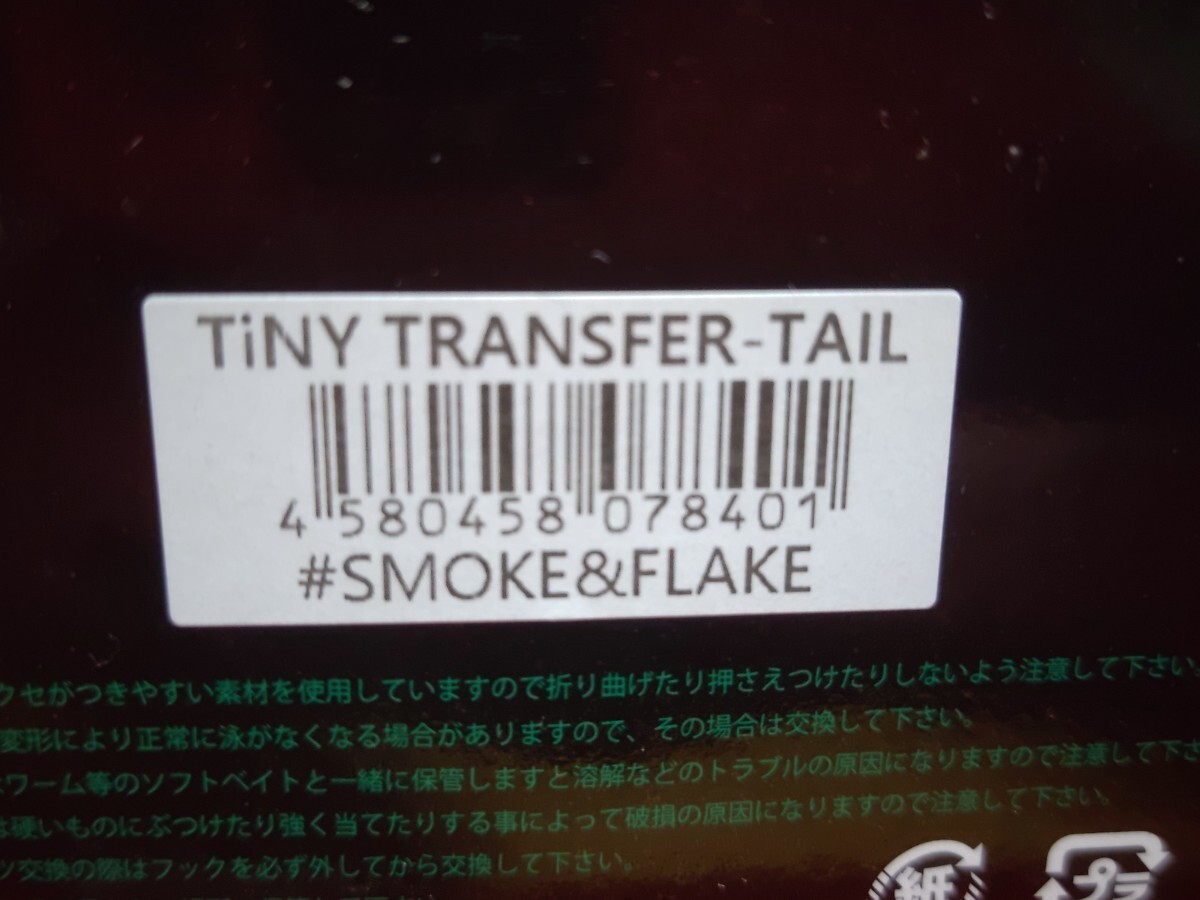 TiNY TRANSFER-TAIL
4 580458 078401
#SMOKE&FLAKE
クセがつきやすい素材を使用していますので折り曲げたり押さえつけたりしないよう注意して下さい。
変形により正常に泳がなくなる場合がありますので、その場合は交換して下さい。
ワーム等のソフトベイトと一緒に保管しますと溶解などのトラブルの原因になりますので注意して下さ
は硬いものにぶつけたり強く当てたりする事によって破損の原因になりますので注意して下さい。
ツ交換の際はフックを必ず外してから交換して下さい。
紙 プラ